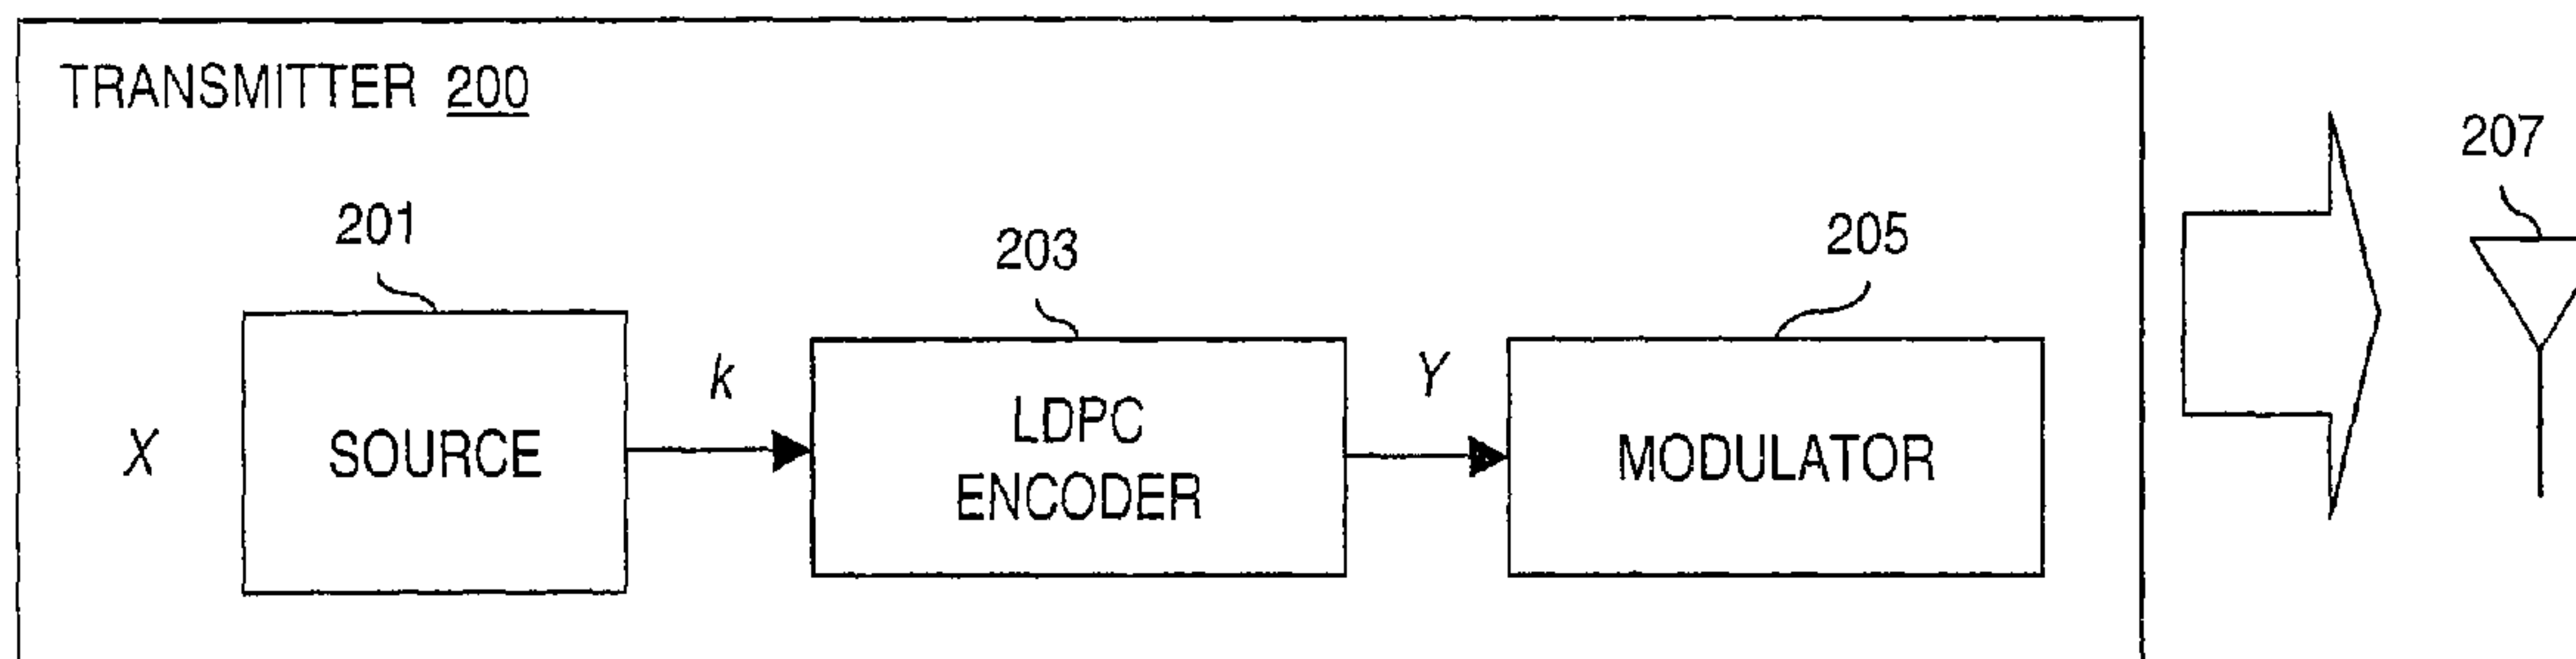 TRANSMITTER 200
207
201
203
205
X
SOURCE
k
LDPC
ENCODER
Y
MODULATOR